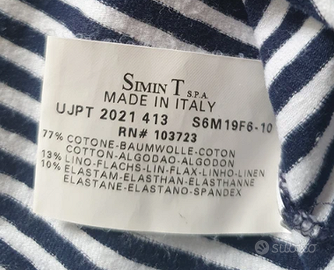 SIMIN T S.P.A.
MADE IN ITALY
UJPT 2021 413 S6M19F6-10
RN# 103723
77% COTONE-BAUMWOLLE-COTON
COTTON-ALGODAO-ALGODON
13% LINO-FLACHS-LIN-FLAX-LINHO-LINEN
10% ELASTAM-ELASTHAN-ELASTHANNE
ELASTANE-ELASTANO-SPANDEX
subito